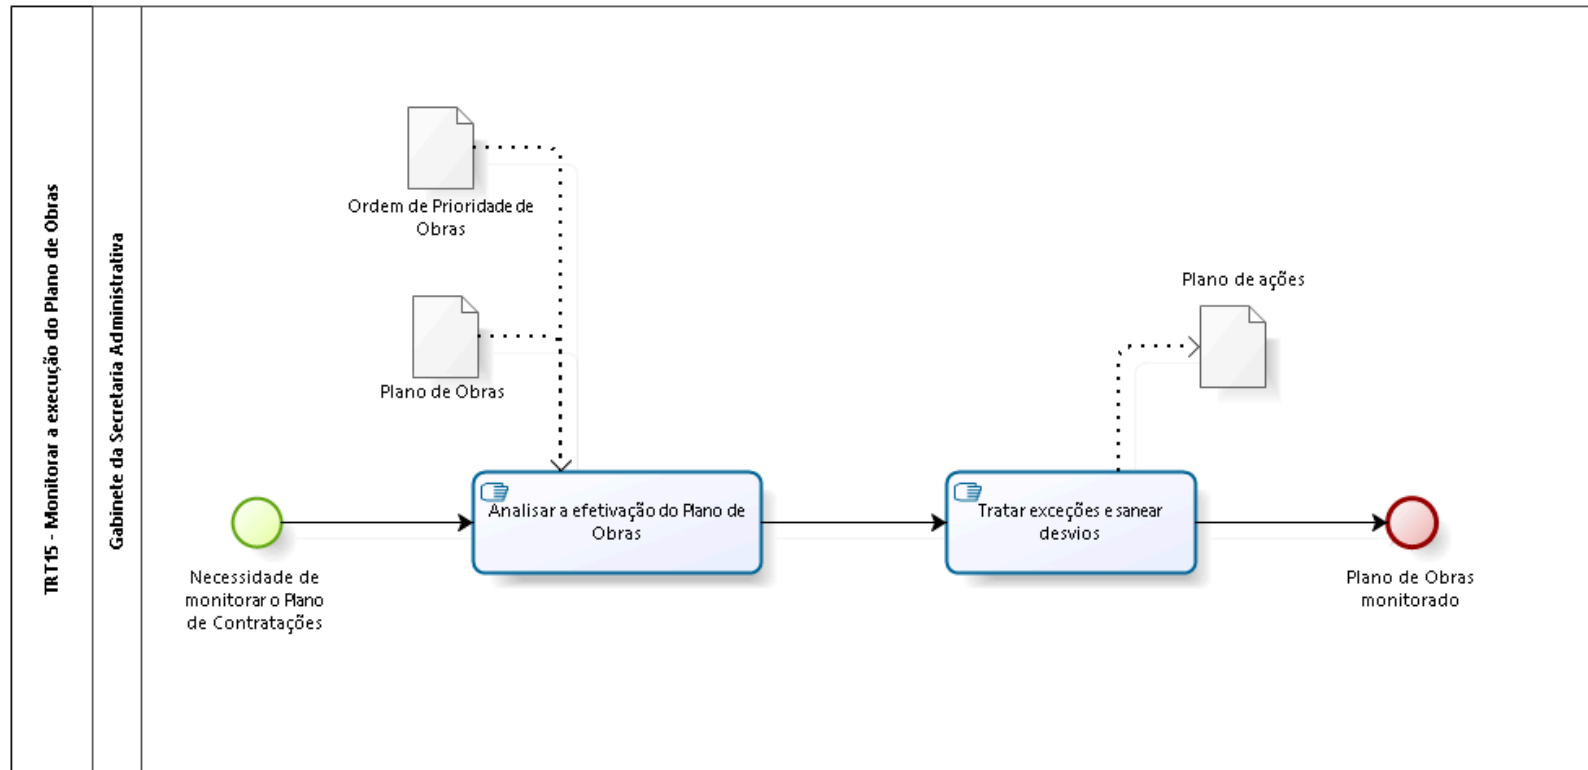 TRT15 - Monitorar a execução do Plano de Obras
Gabinete da Secretaria Administrativa
Ordem de Prioridade de
Obras
Plano de Obras
Plano de ações
Analisar a efetivação do Plano de
Obras
Tratar exceções e sanear
desvios
Necessidade de
monitorar o Plano
de Contratações
Plano de Obras
monitorado